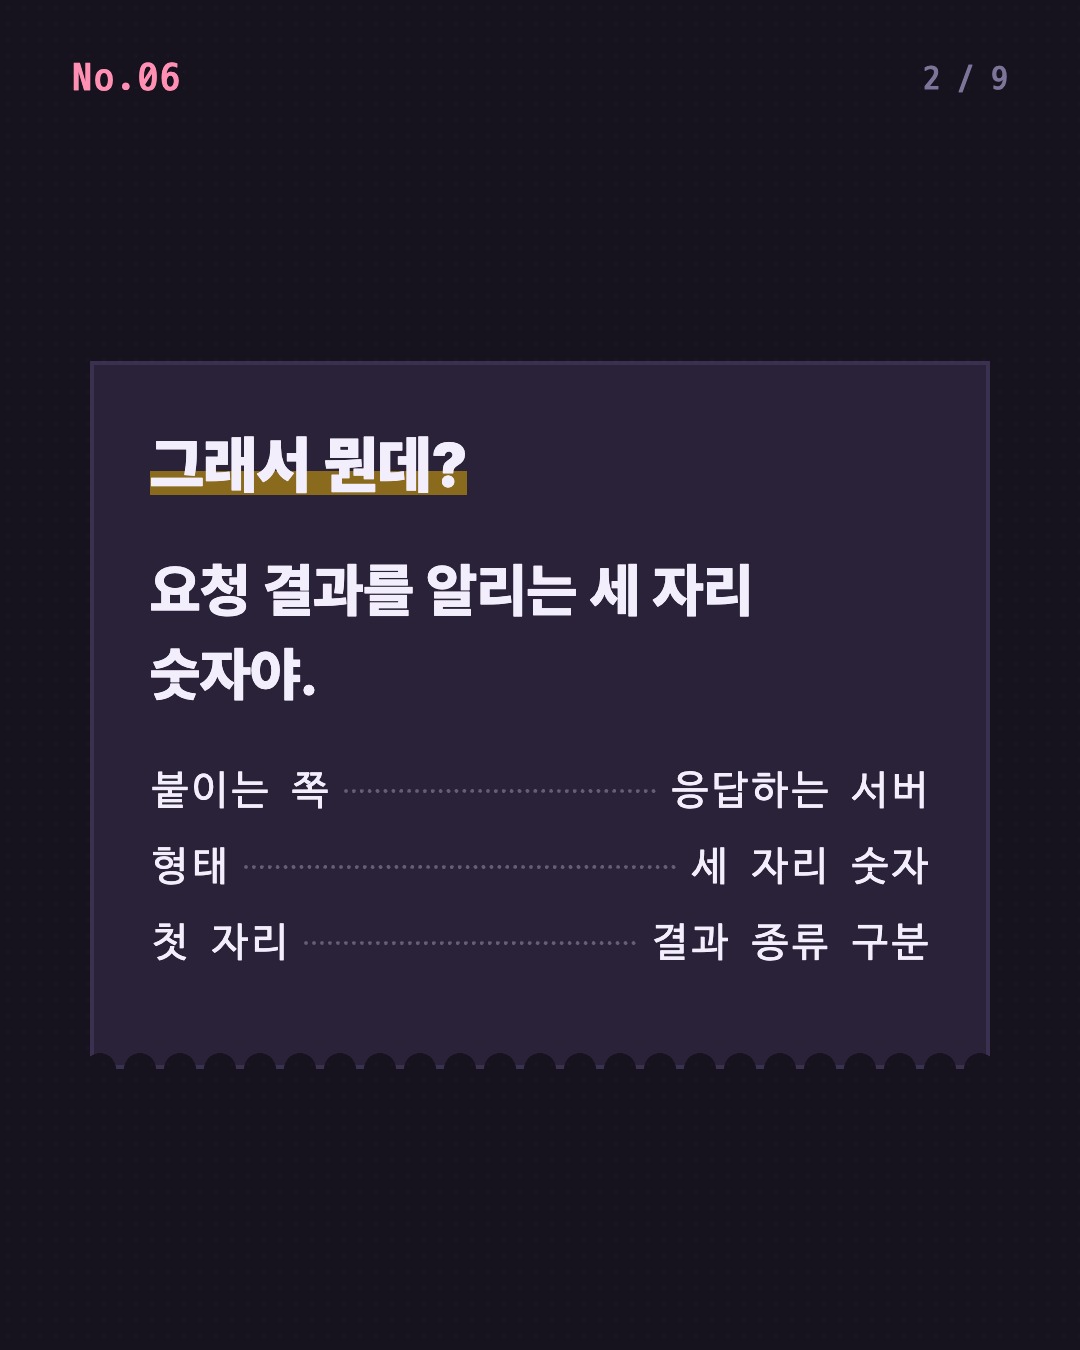 No.06
2 / 9
그래서 뭔데?
요청 결과를 알리는 세 자리
숫자야.
붙이는 쪽 응답하는 서버
형태 세 자리 숫자
첫 자리 결과 종류 구분